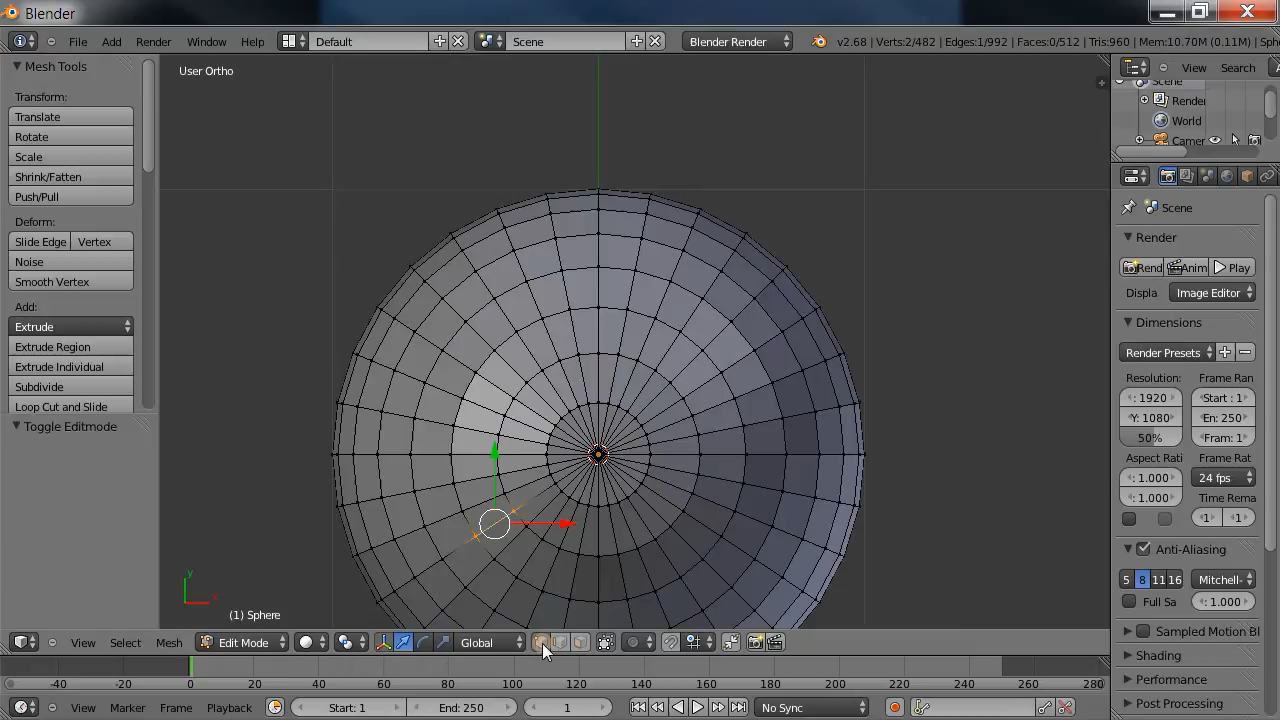 Blender
File Add Render Window Help Default Scene Blender Render v2.68 | Verts:2/482 | Edges:1/992 | Faces:0/512 | Tris:960 | Mem:10.70M (0.11M) | Sph
Mesh Tools
Transform:
Translate
Rotate
Scale
Shrink/Fatten
Push/Pull
Deform:
Slide Edge Vertex
Noise
Smooth Vertex
Add:
Extrude
Extrude Region
Extrude Individual
Subdivide
Loop Cut and Slide
Toggle Editmode
User Ortho
y
x
(1) Sphere
View Search
Scene
Render
World
Camer
Scene
Render
Rend Anim Play
Displa Image Editor
Dimensions
Render Presets
Resolution: Frame Ran
: 1920 Start : 1
Y: 1080 En: 250
50% Fram: 1
Aspect Rati Frame Rat
: 1.000 24 fps
: 1.000 Time Rema
1 1
Anti-Aliasing
5 8 11 16 Mitchell-
Full Sa : 1.000
Sampled Motion Bl
Shading
Performance
Post Processing
View Select Mesh Edit Mode Global
-40 -20 0 20 40 60 80 100 120 140 160 180 200 220 240 260 280
View Marker Frame Playback Start: 1 End: 250 1 No Sync